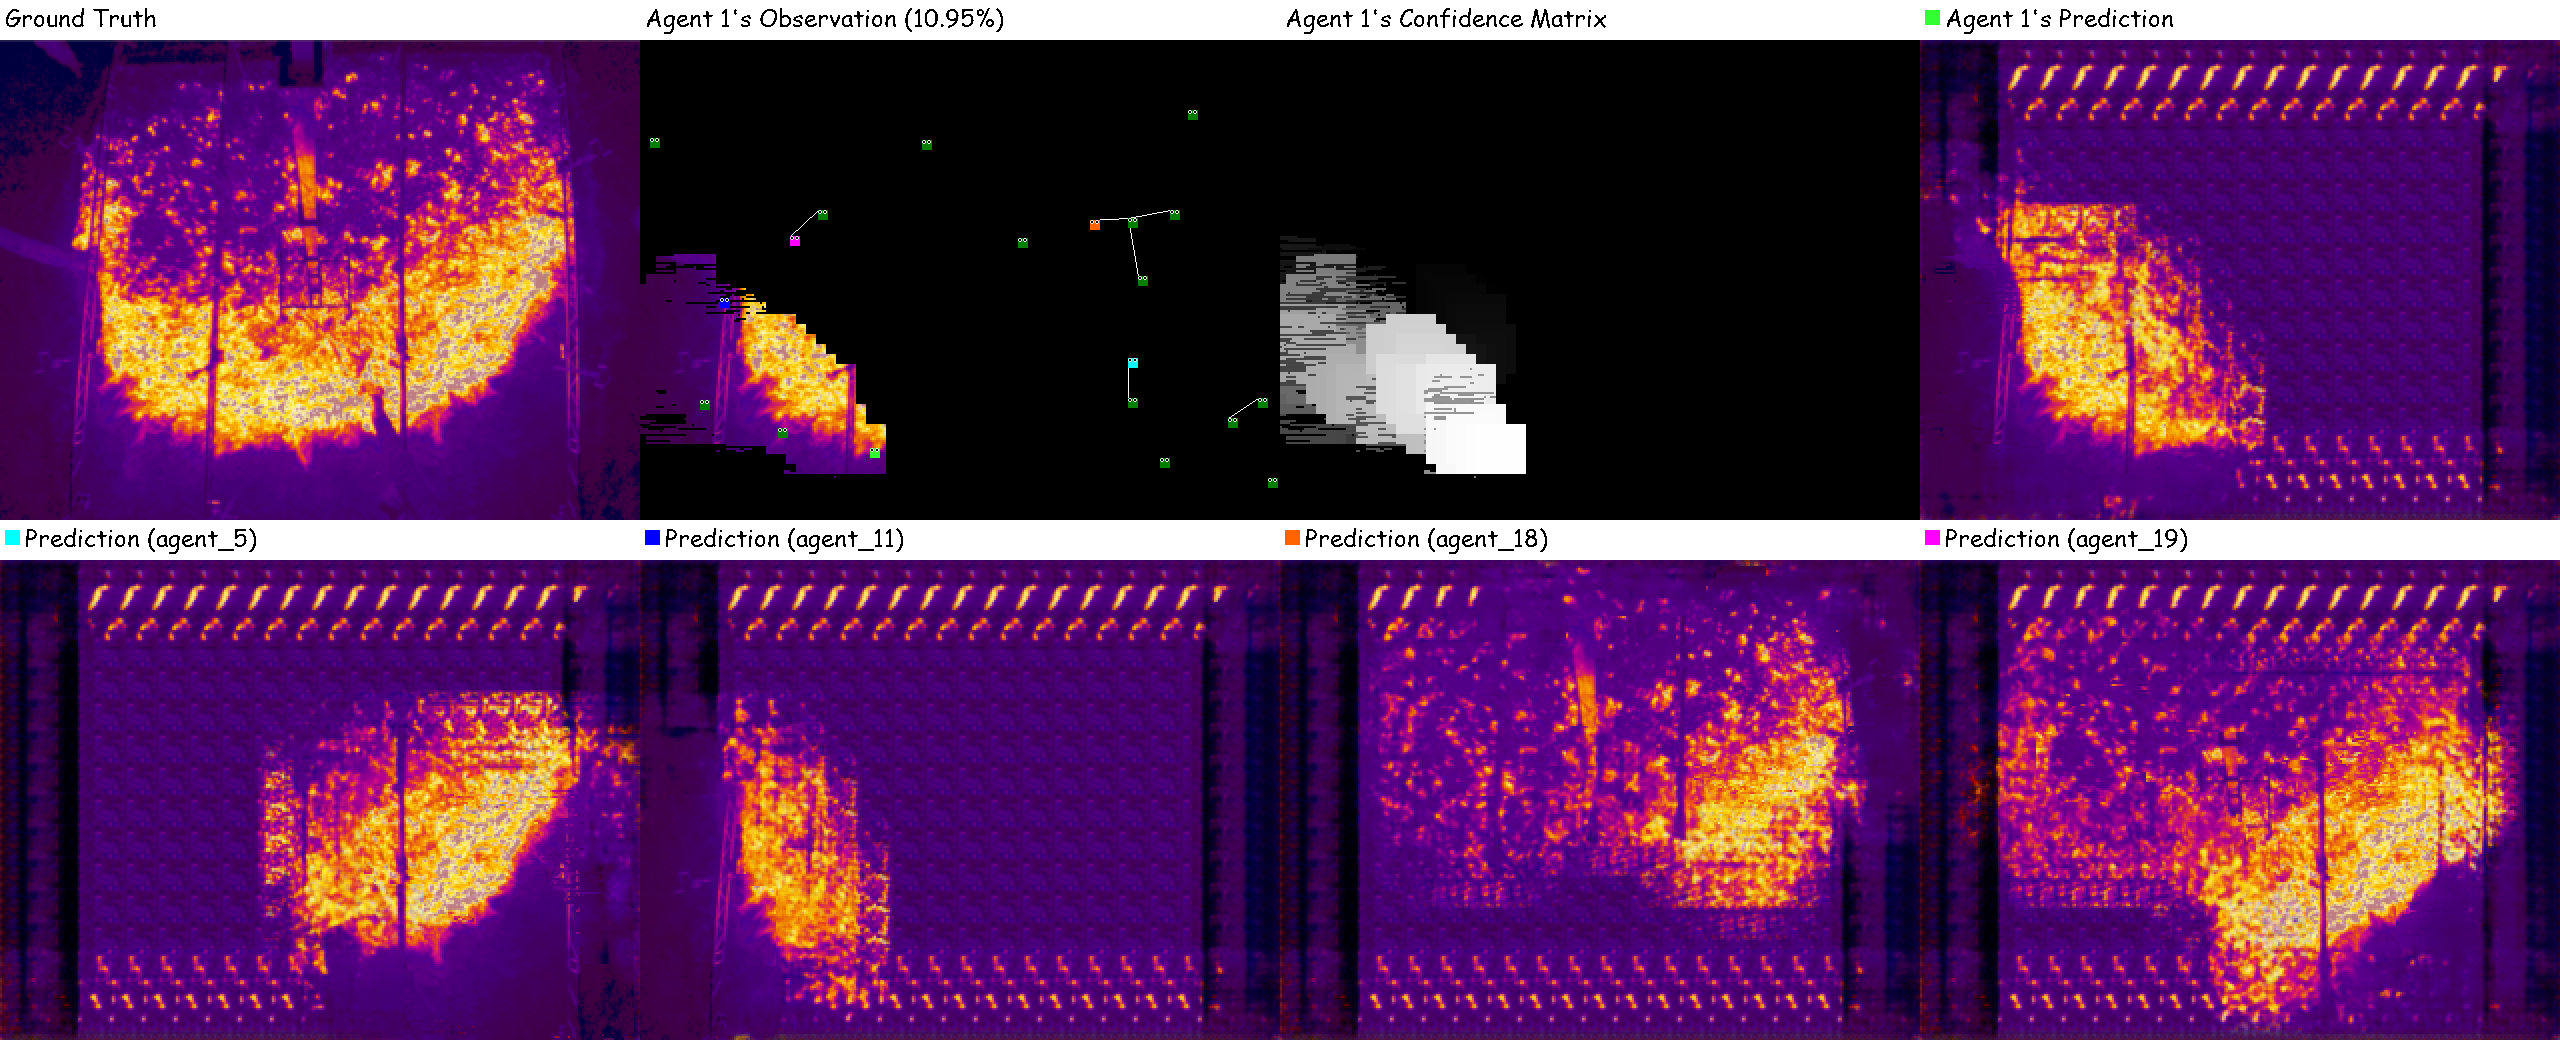 Ground Truth
Agent 1's Observation (10.95%)
Agent 1's Confidence Matrix
Agent 1's Prediction
Prediction (agent_5)
Prediction (agent_11)
Prediction (agent_18)
Prediction (agent_19)